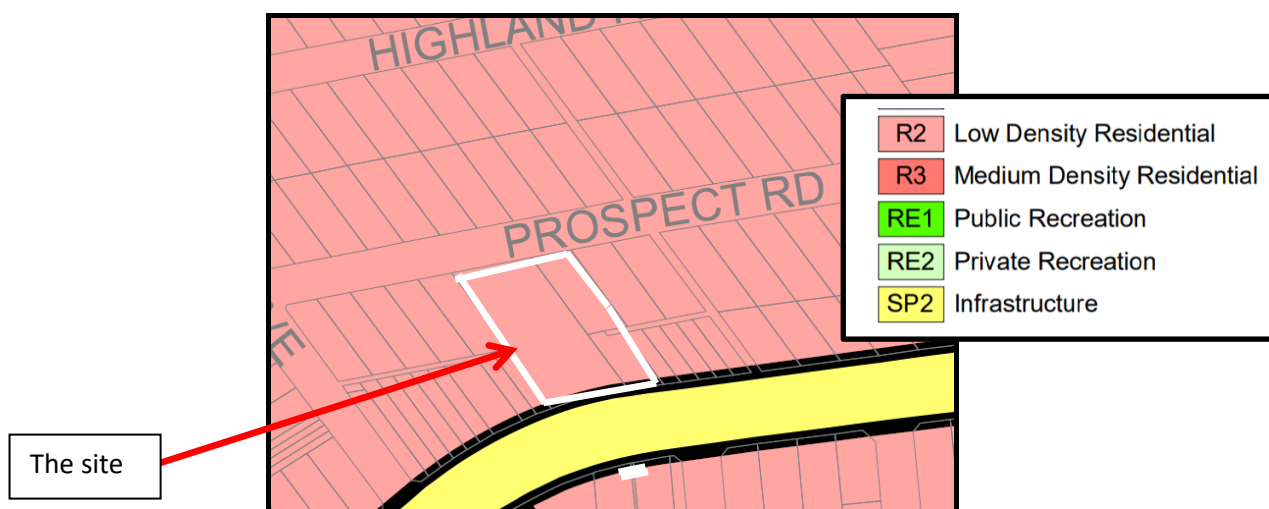 HIGHLAND
PROSPECT RD
R2 Low Density Residential
R3 Medium Density Residential
RE1 Public Recreation
RE2 Private Recreation
SP2 Infrastructure
The site